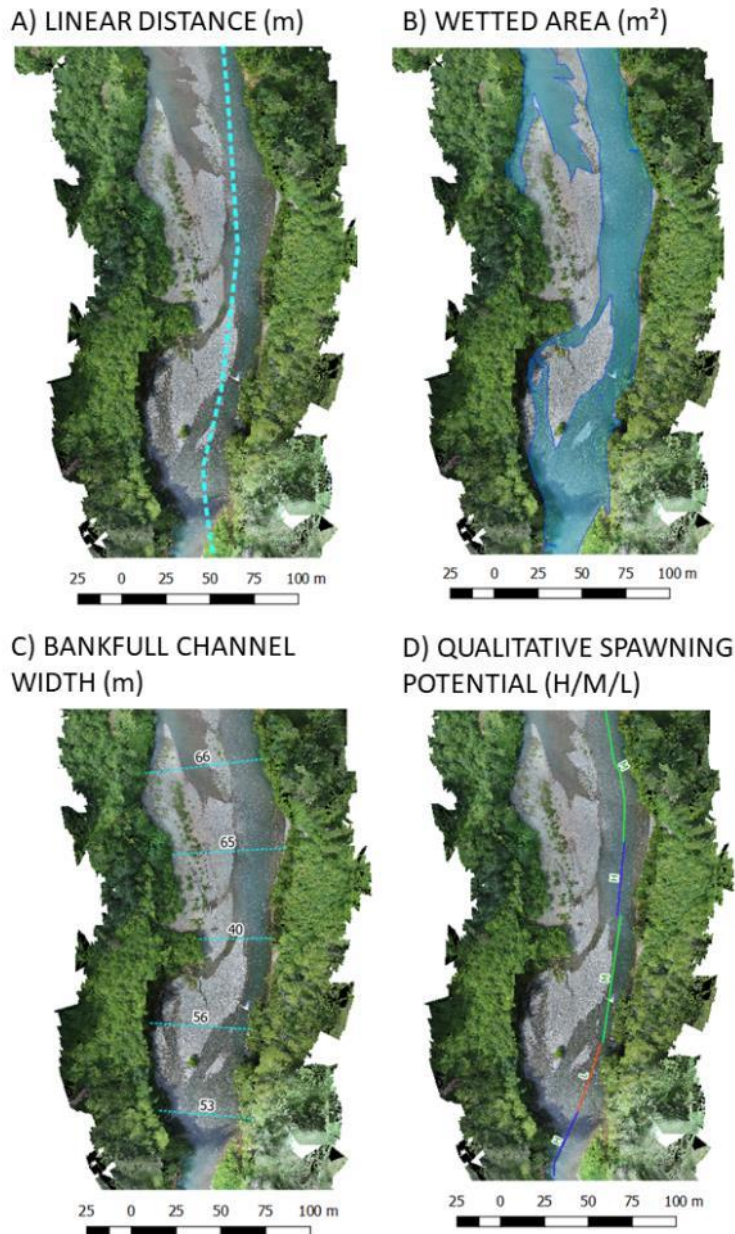 A) LINEAR DISTANCE (m)
B) WETTED AREA (m²)
25 0 25 50 75 100 m
25 0 25 50 75 100 m
C) BANKFULL CHANNEL
WIDTH (m)
D) QUALITATIVE SPAWNING
POTENTIAL (H/M/L)
66
65
40
56
53
M
H
M
L
H
25 0 25 50 75 100 m
25 0 25 50 75 100 m